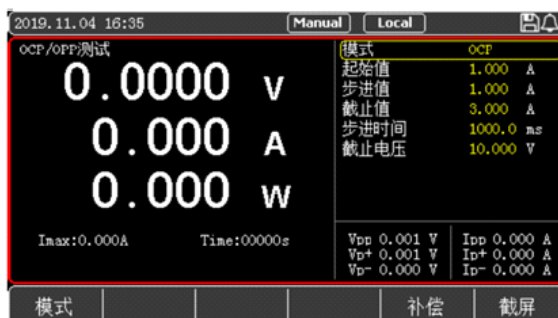 2019.11.04 16:35 Manual Local
OCP/OPP测试
0.0000 V
0.000 A
0.000 W
Imax:0.000A Time:00000s
模式 OCP
起始值 1.000 A
步进值 1.000 A
截止值 3.000 A
步进时间 1000.0 ms
截止电压 10.000 V
Vpp 0.001 V Ipp 0.000 A
Vp+ 0.001 V Ip+ 0.000 A
Vp- 0.000 V Ip- 0.000 A
模式 补偿 截屏